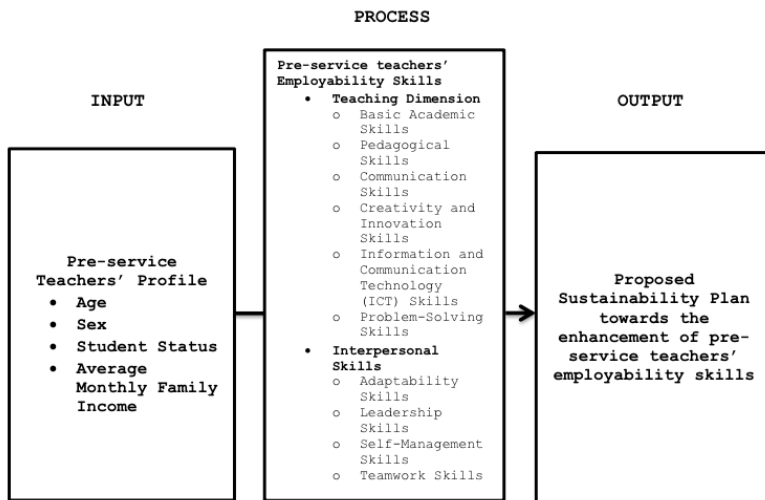 PROCESS
INPUT
Pre-service
Teachers' Profile
• Age
• Sex
• Student Status
• Average
Monthly Family
Income
Pre-service teachers'
Employability Skills
• Teaching Dimension
o Basic Academic
Skills
o Pedagogical
Skills
o Communication
Skills
o Creativity and
Innovation
Skills
o Information and
Communication
Technology
(ICT) Skills
o Problem-Solving
Skills
• Interpersonal
Skills
o Adaptability
Skills
o Leadership
Skills
o Self-Management
Skills
o Teamwork Skills
OUTPUT
Proposed
Sustainability Plan
towards the
enhancement of pre-
service teachers'
employability skills